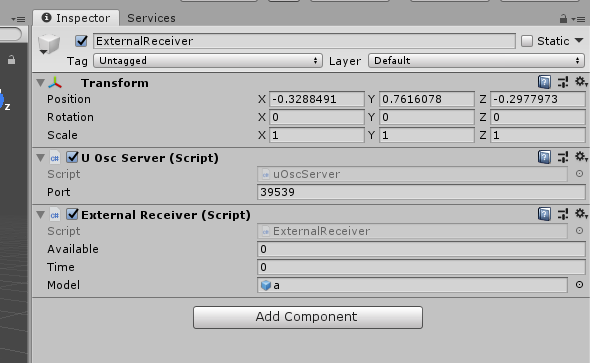 Inspector Services
ExternalReceiver Static
Tag Untagged Layer Default
Transform
Position X -0.3288491 Y 0.7616078 Z -0.2977973
Rotation X 0 Y 0 Z 0
Scale X 1 Y 1 Z 1
z
U Osc Server (Script)
Script uOscServer
Port 39539
External Receiver (Script)
Script ExternalReceiver
Available 0
Time 0
Model a
Add Component